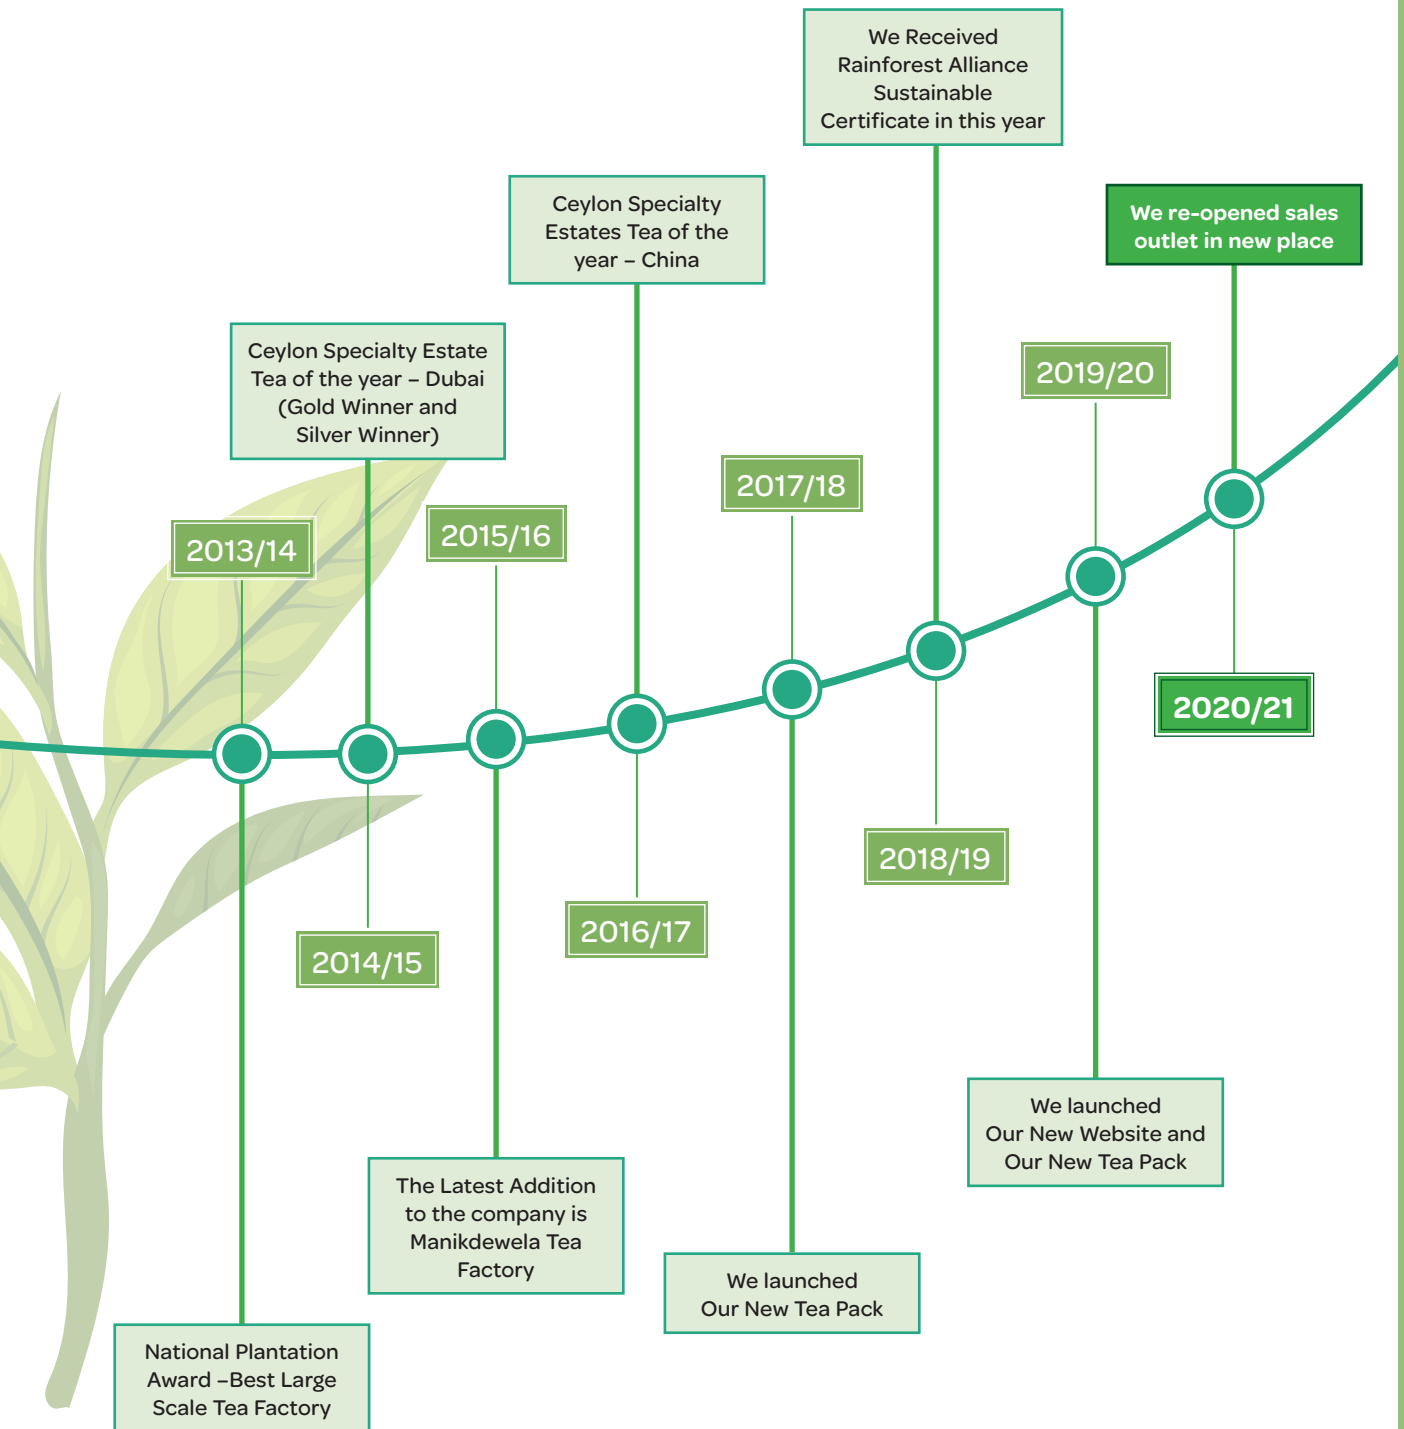 We Received
Rainforest Alliance
Sustainable
Certificate in this year
Ceylon Specialty
Estates Tea of the
year – China
We re-opened sales
outlet in new place
Ceylon Specialty Estate
Tea of the year – Dubai
(Gold Winner and
Silver Winner)
2019/20
2017/18
2015/16
2013/14
2020/21
2018/19
2016/17
2014/15
We launched
Our New Website and
Our New Tea Pack
The Latest Addition
to the company is
Manikdewela Tea
Factory
We launched
Our New Tea Pack
National Plantation
Award –Best Large
Scale Tea Factory